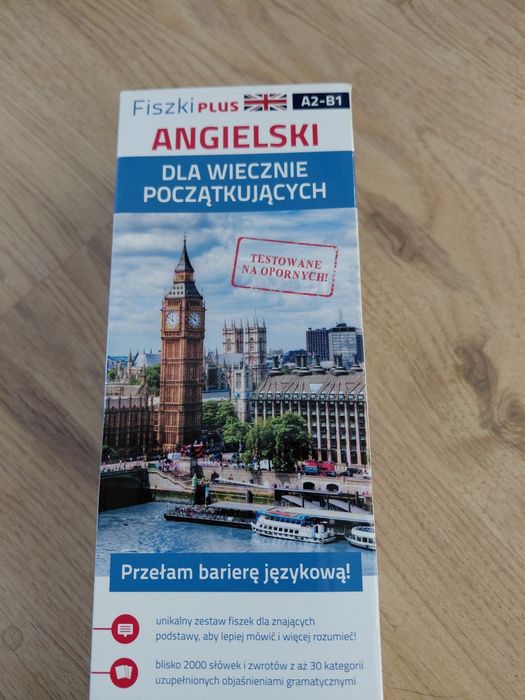 Fiszki PLUS A2-B1
ANGIELSKI
DLA WIECZNIE
POCZĄTKUJĄCYCH
TESTOWANE
NA OPORNYCH!
Przełam barierę językową!
unikalny zestaw fiszek dla znających
podstawy, aby lepiej mówić i więcej rozumieć!
blisko 2000 słówek i zwrotów z aż 30 kategorii
uzupełnionych objaśnieniami gramatycznymi